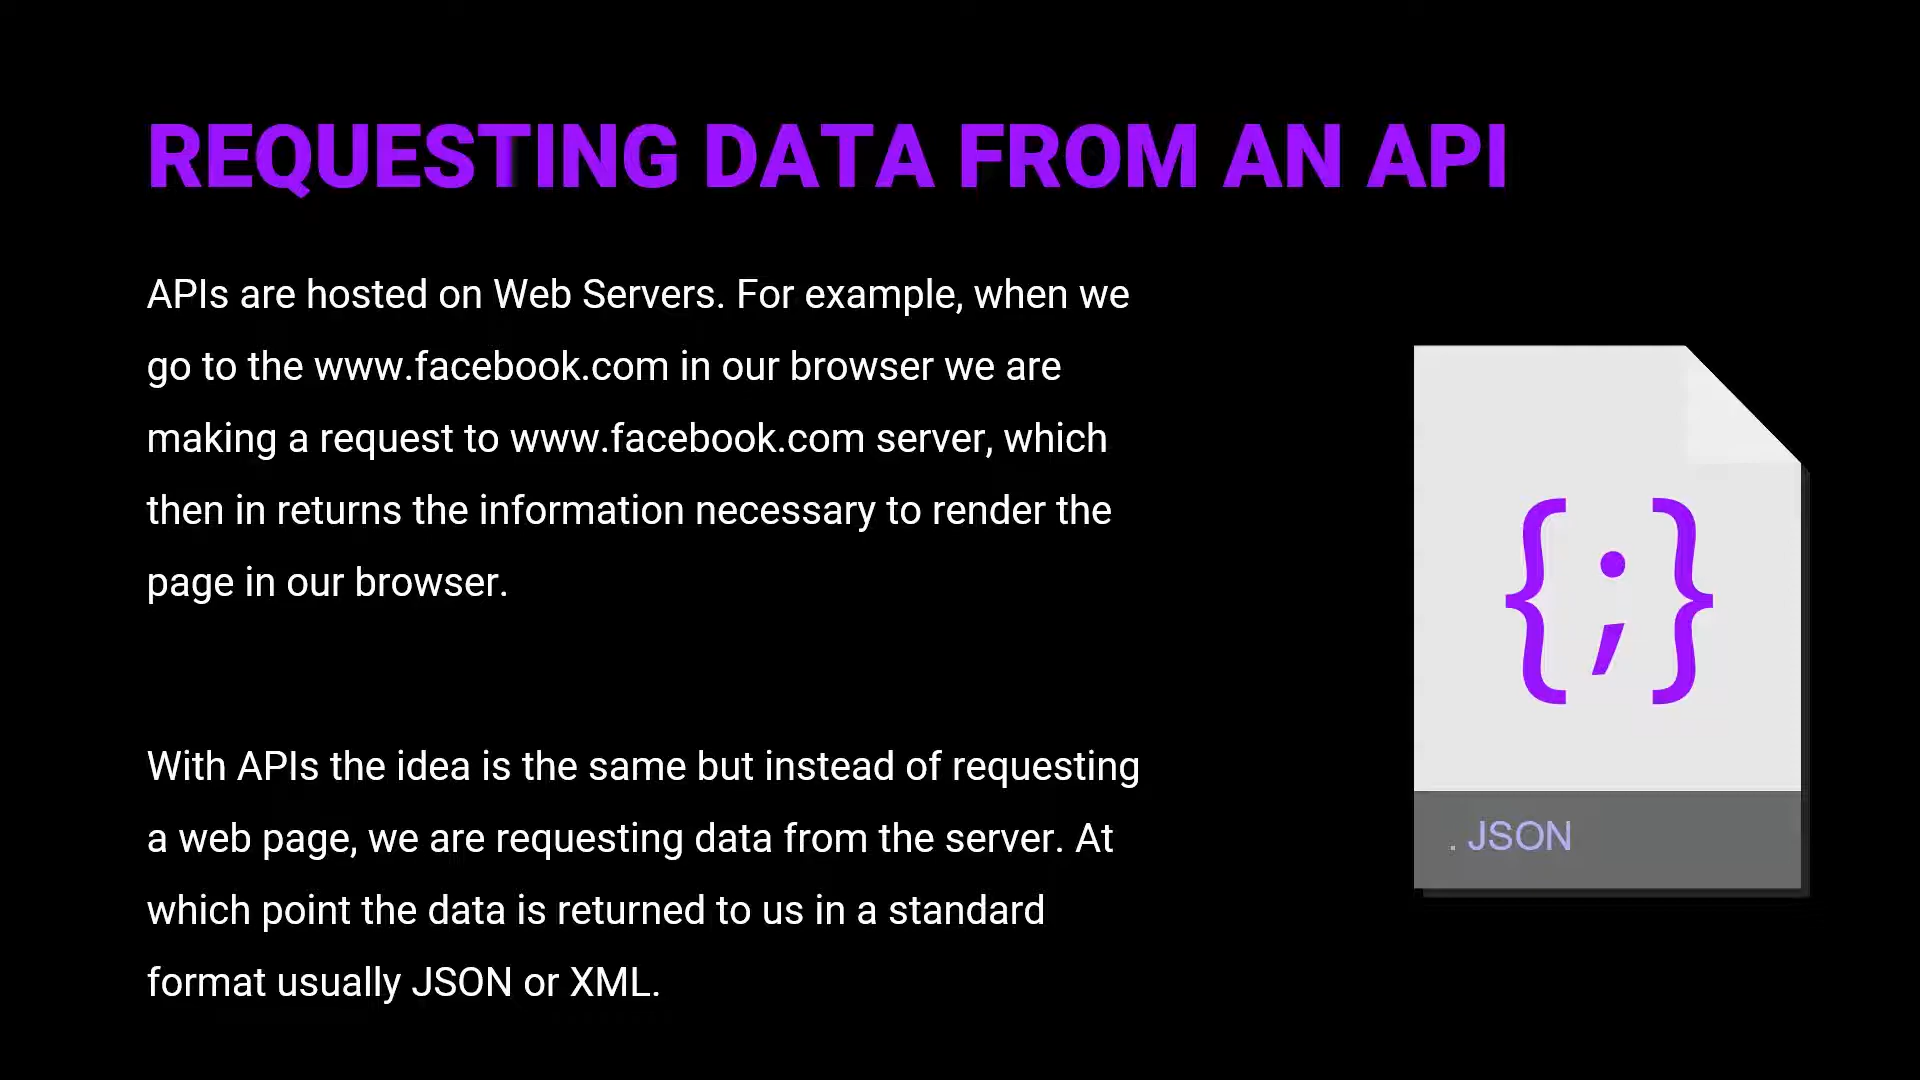 REQUESTING DATA FROM AN API
APIs are hosted on Web Servers. For example, when we
go to the www.facebook.com in our browser we are
making a request to www.facebook.com server, which
then in returns the information necessary to render the
page in our browser.
With APIs the idea is the same but instead of requesting
a web page, we are requesting data from the server. At
which point the data is returned to us in a standard
format usually JSON or XML.
{;}
. JSON